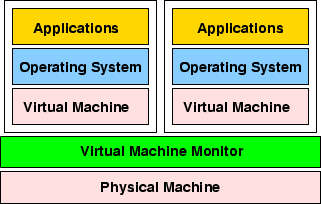 Applications
Operating System
Virtual Machine
Applications
Operating System
Virtual Machine
Virtual Machine Monitor
Physical Machine